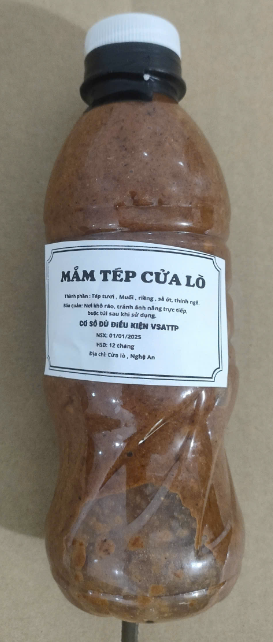 MẮM TÉP CỬA LÒ
Thành phần : Tép tươi , Muối , riềng , sả ớt, thính ngô.
Bảo quản: Nơi khô ráo, tránh ánh nắng trực tiếp.
buộc túi sau khi sử dụng.
CƠ SỞ ĐỦ ĐIỀU KIỆN VSATTP
NSX: 01/01/2025
HSD: 12 tháng
Địa chỉ: Cửa lò , Nghệ An